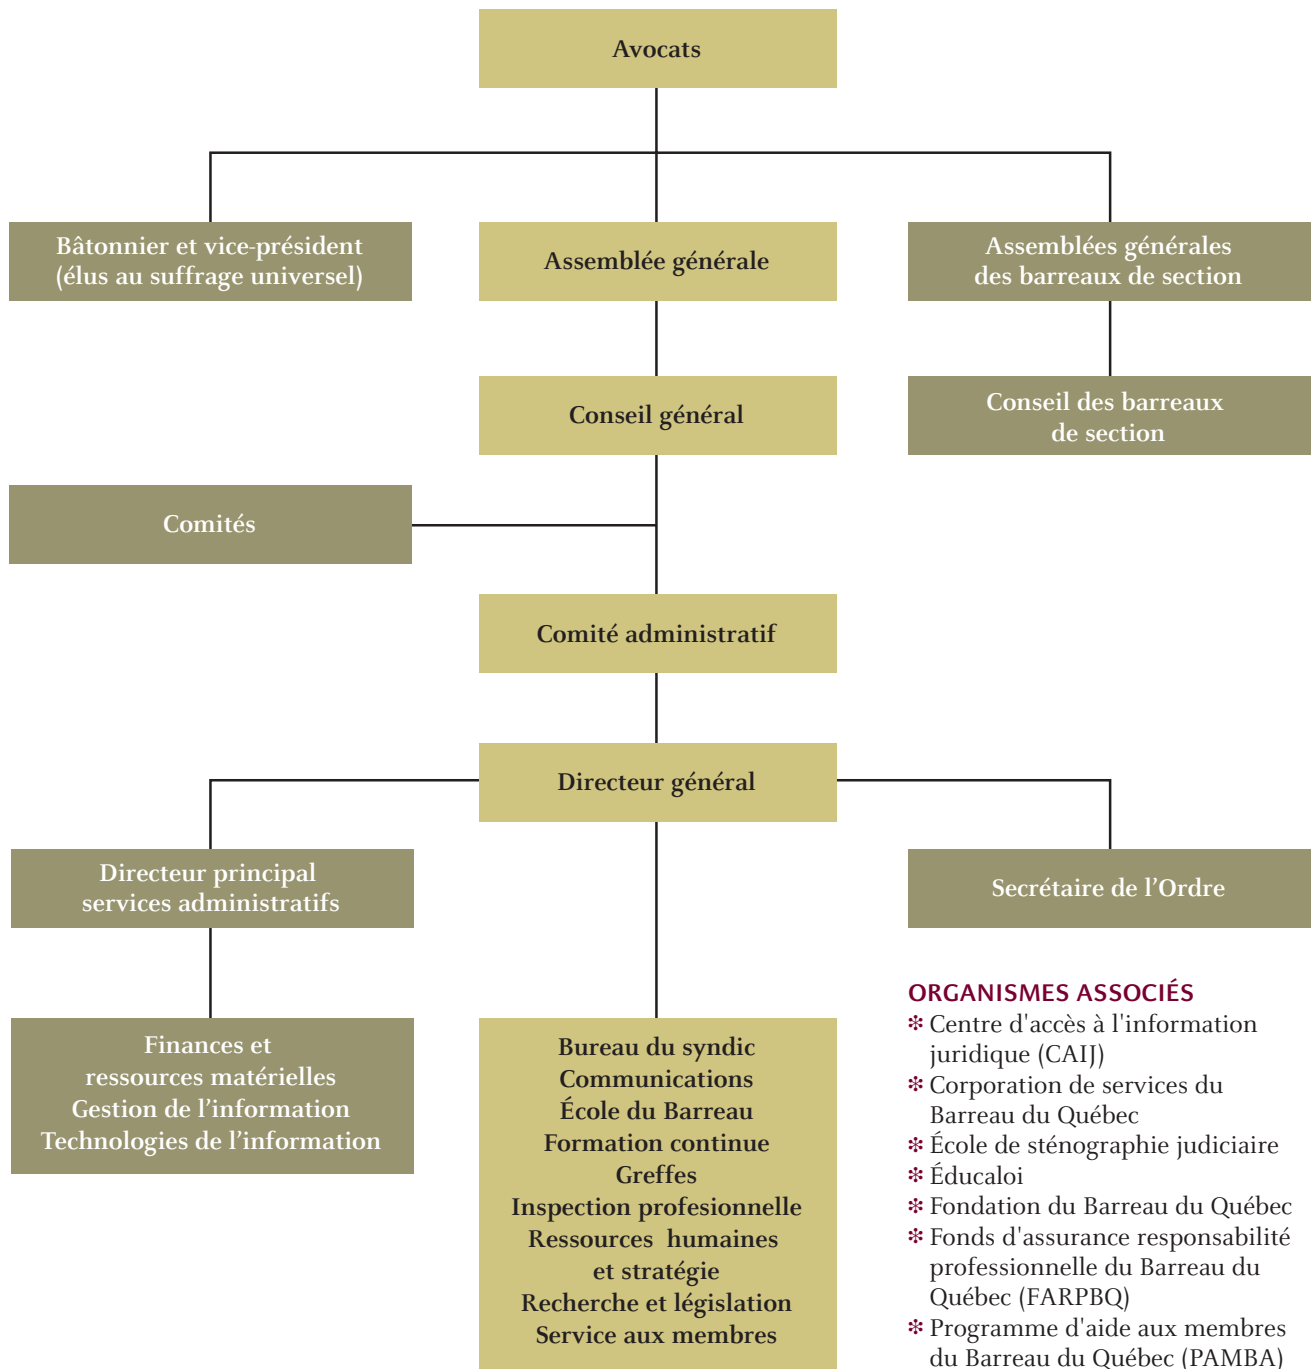 Avocats
Bâtonnier et vice-président
(élus au suffrage universel)
Assemblée générale
Assemblées générales
des barreaux de section
Conseil général
Conseil des barreaux
de section
Comités
Comité administratif
Directeur général
Directeur principal
services administratifs
Secrétaire de l’Ordre
Finances et
ressources matérielles
Gestion de l’information
Technologies de l’information
Bureau du syndic
Communications
École du Barreau
Formation continue
Greffes
Inspection profesionnelle
Ressources humaines
et stratégie
Recherche et législation
Service aux membres
ORGANISMES ASSOCIÉS
❇ Centre d'accès à l'information
juridique (CAIJ)
❇ Corporation de services du
Barreau du Québec
❇ École de sténographie judiciaire
❇ Éducaloi
❇ Fondation du Barreau du Québec
❇ Fonds d'assurance responsabilité
professionnelle du Barreau du
Québec (FARPBQ)
❇ Programme d'aide aux membres
du Barreau du Québec (PAMBA)